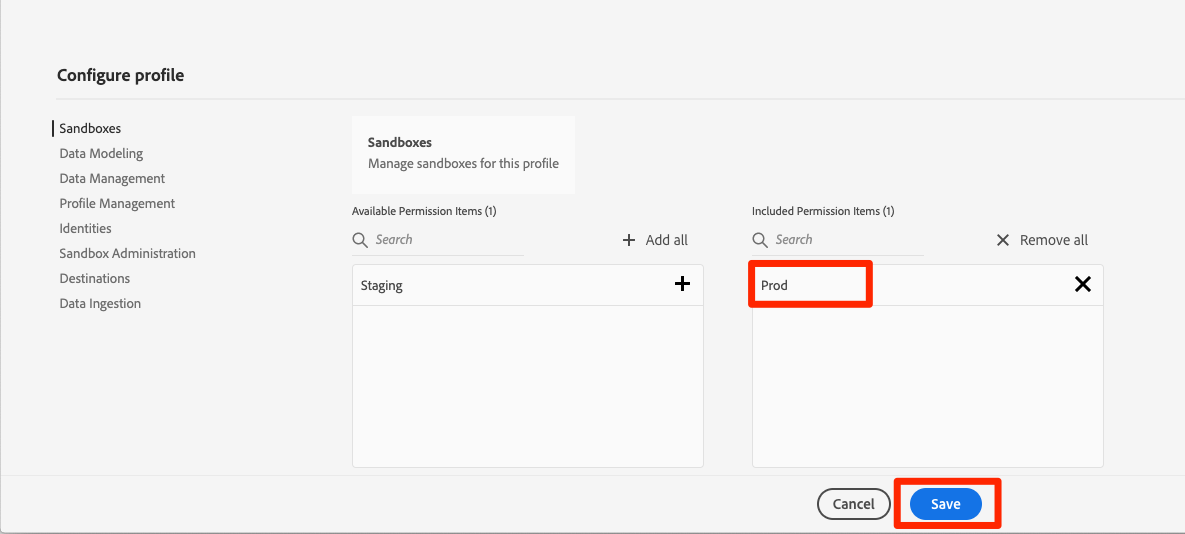 Configure profile
Sandboxes
Data Modeling
Data Management
Profile Management
Identities
Sandbox Administration
Destinations
Data Ingestion
Sandboxes
Manage sandboxes for this profile
Available Permission Items (1)
Search
Add all
Staging
Included Permission Items (1)
Search
Remove all
Prod
Cancel
Save